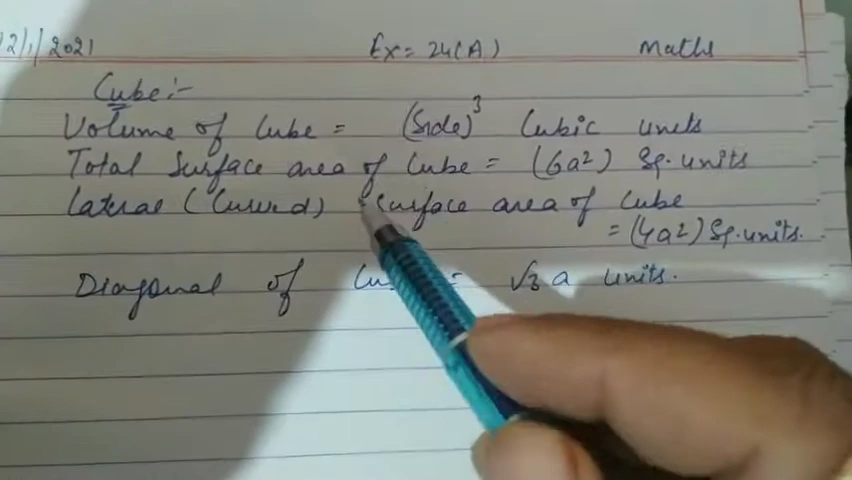 2/1/2021 Ex= 24(A) Maths
Cube:-
Volume of Cube = (Side)³ Cubic units
Total Surface area of Cube = (6a²) Sq. units
Lateral (Curved) Surface area of Cube
= (4a²) Sq. units.
Diagonal of = √3 a units.